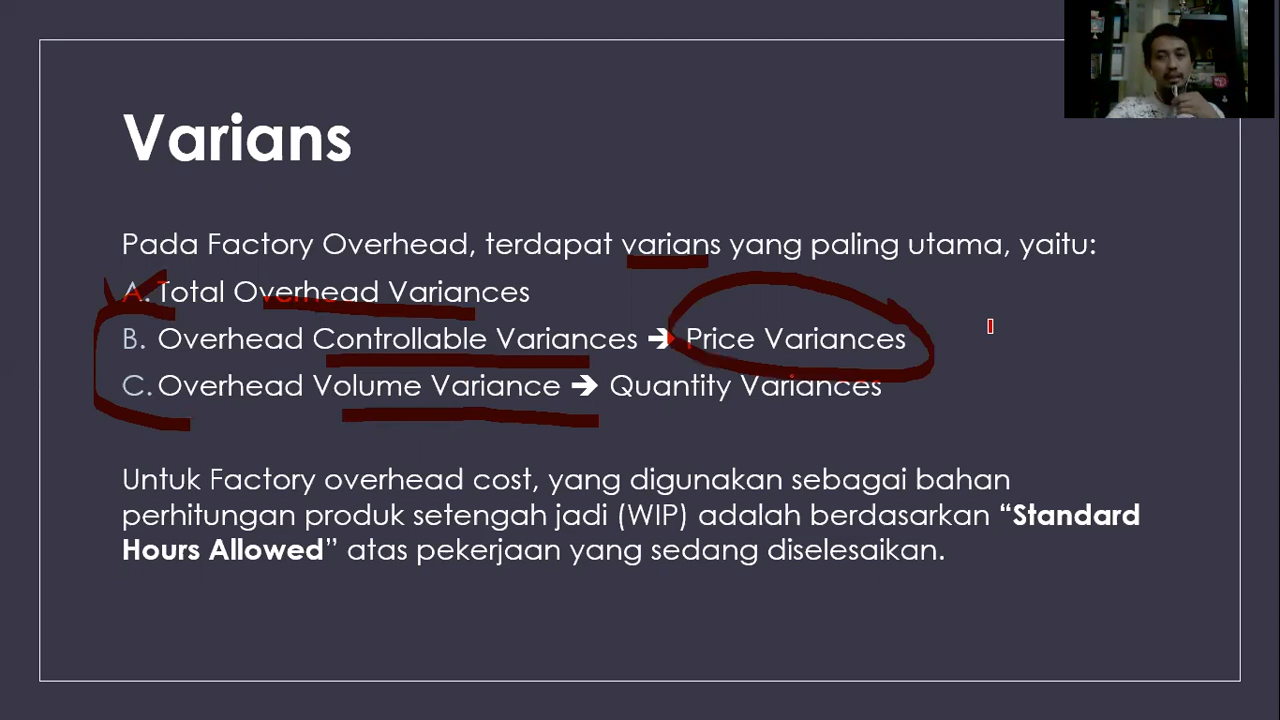 Varians
Pada Factory Overhead, terdapat varians yang paling utama, yaitu:
A. Total Overhead Variances
B. Overhead Controllable Variances ➔ Price Variances
C. Overhead Volume Variance ➔ Quantity Variances
Untuk Factory overhead cost, yang digunakan sebagai bahan
perhitungan produk setengah jadi (WIP) adalah berdasarkan “Standard
Hours Allowed” atas pekerjaan yang sedang diselesaikan.